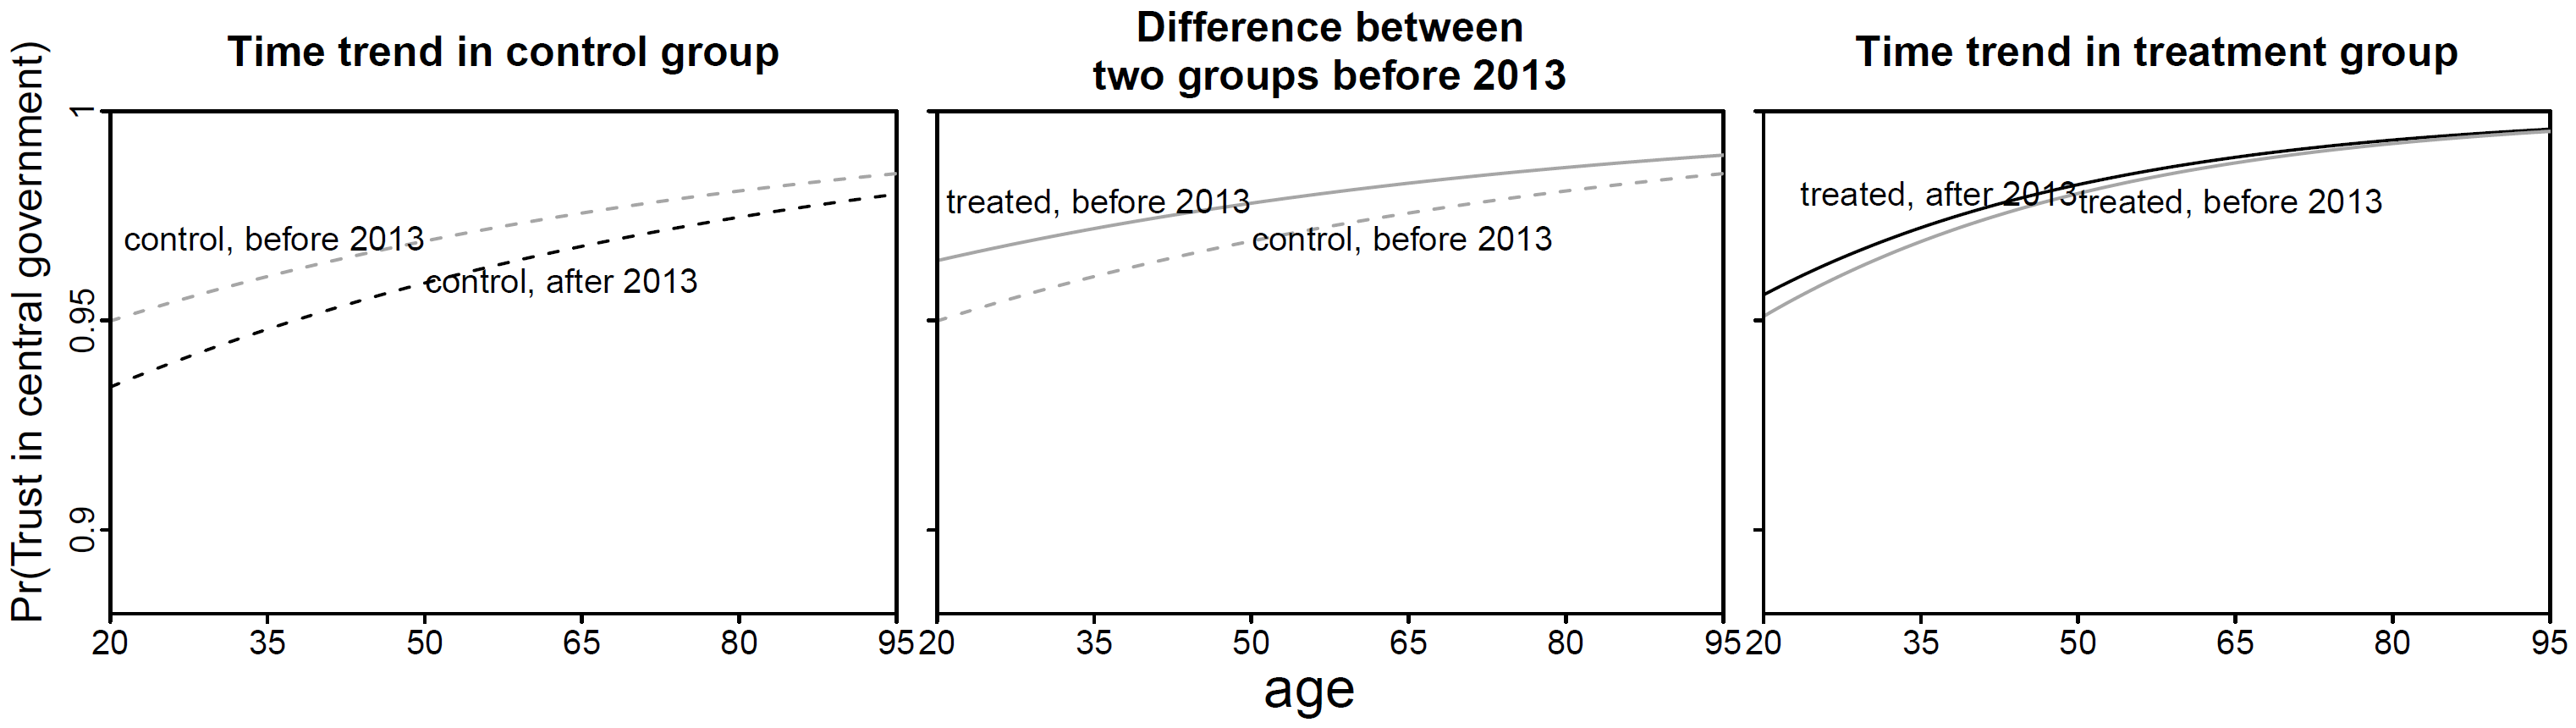 Time trend in control group
Difference between
two groups before 2013
Time trend in treatment group
Pr(Trust in central government)
1
0.95
0.9
control, before 2013
control, after 2013
20 35 50 65 80 95
treated, before 2013
control, before 2013
20 35 50 65 80 95
treated, after 2013
treated, before 2013
20 35 50 65 80 95
age